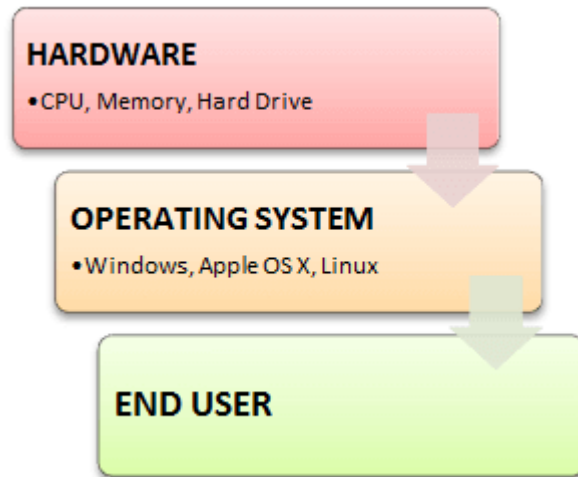 HARDWARE
•CPU, Memory, Hard Drive
OPERATING SYSTEM
•Windows, Apple OS X, Linux
END USER